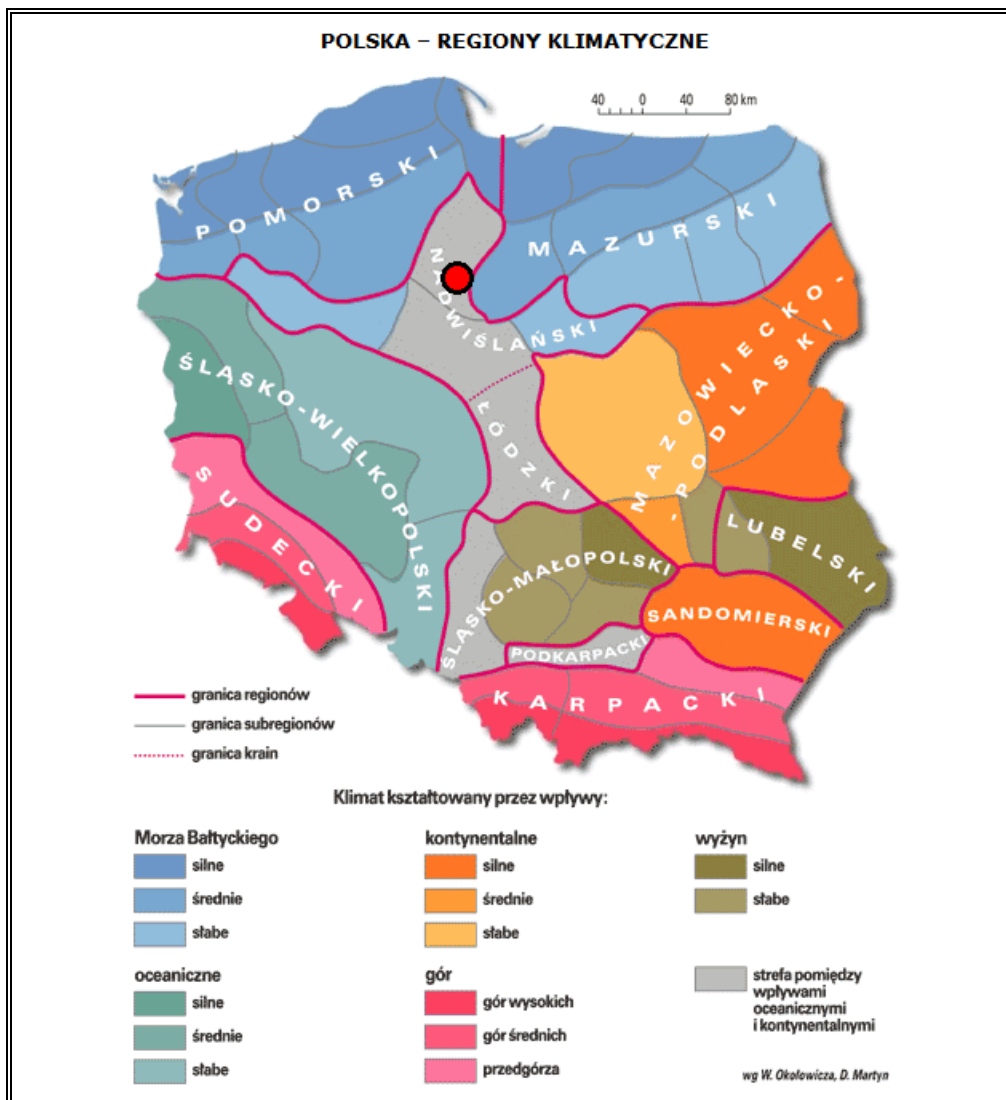 POLSKA – REGIONY KLIMATYCZNE
40 0 40 80 km
POMORSKI
MAZURSKI
NADWIŚLAŃSKI
MAZOWIECKO-
-PODLASKI
ŚLĄSKO-WIELKOPOLSKI
ŁÓDZKI
SUDECKI
LUBELSKI
ŚLĄSKO-MAŁOPOLSKI
SANDOMIERSKI
PODKARPACKI
KARPACKI
granica regionów
granica subregionów
granica krain
Klimat kształtowany przez wpływy:
Morza Bałtyckiego
silne
średnie
słabe
kontynentalne
silne
średnie
słabe
wyżyn
silne
słabe
oceaniczne
silne
średnie
słabe
gór
gór wysokich
gór średnich
przedgórza
strefa pomiędzy
wpływami
oceanicznymi
i kontynentalnymi
wg W. Okołowicza, D. Martyn